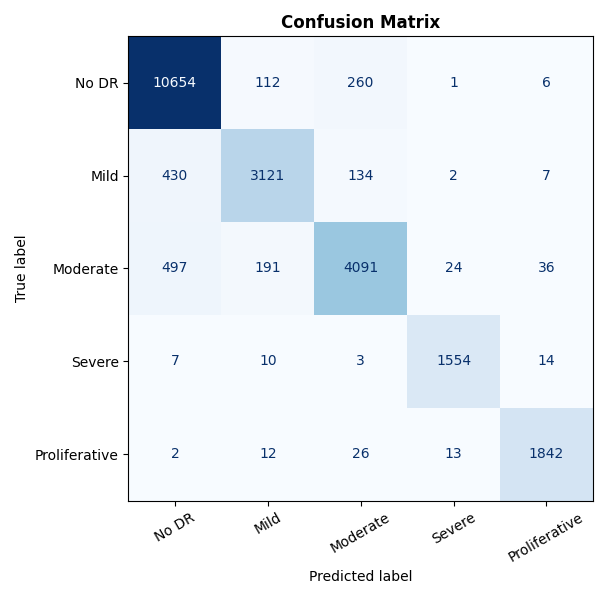 Confusion Matrix
No DR 10654 112 260 1 6
Mild 430 3121 134 2 7
Moderate 497 191 4091 24 36
Severe 7 10 3 1554 14
Proliferative 2 12 26 13 1842
True label
No DR Mild Moderate Severe Proliferative
Predicted label